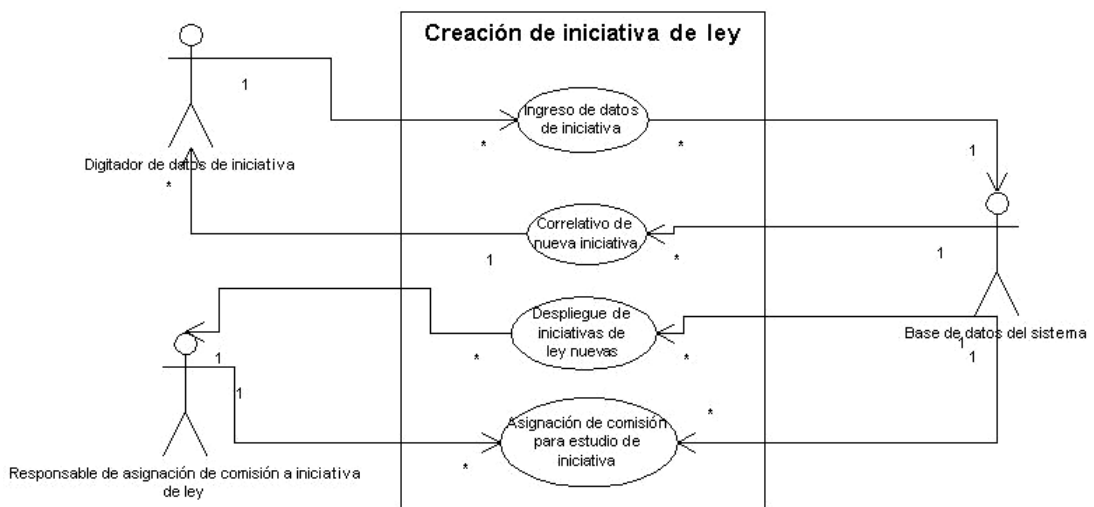 Creación de iniciativa de ley
1
Ingreso de datos
de iniciativa
*
*
1
Digitador de datos de iniciativa
*
Correlativo de
nueva iniciativa
1
*
1
Despliegue de
iniciativas de
ley nuevas
Base de datos del sistema
1
*
*
1
1
1
Asignación de comisión
para estudio de
iniciativa
*
*
Responsable de asignación de comisión a iniciativa
de ley